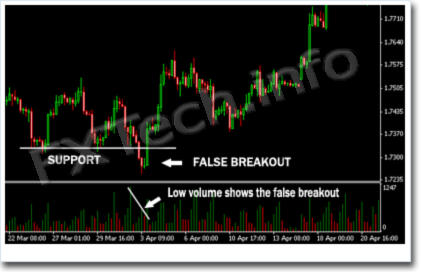 1.7710
1.7640
1.7575
1.7505
1.7435
1.7370
1.7300
1.7235
FXTech.info
SUPPORT
FALSE BREAKOUT
Low volume shows the false breakout
1247
0
22 Mar 08:00 27 Mar 01:00 29 Mar 16:00 3 Apr 09:00 6 Apr 00:00 10 Apr 17:00 13 Apr 08:00 18 Apr 00:00 20 Apr 16:00